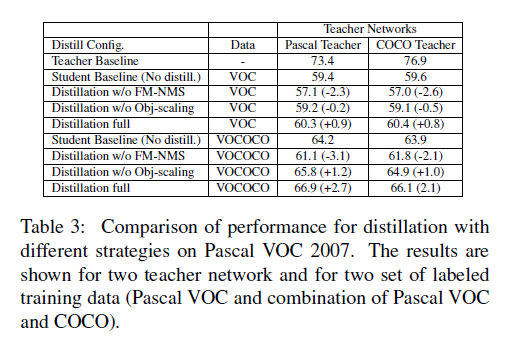 Teacher Networks
Distill Config. Data Pascal Teacher COCO Teacher
Teacher Baseline - 73.4 76.9
Student Baseline (No distill.) VOC 59.4 59.6
Distillation w/o FM-NMS VOC 57.1 (-2.3) 57.0 (-2.6)
Distillation w/o Obj-scaling VOC 59.2 (-0.2) 59.1 (-0.5)
Distillation full VOC 60.3 (+0.9) 60.4 (+0.8)
Student Baseline (No distill.) VOCOCO 64.2 63.9
Distillation w/o FM-NMS VOCOCO 61.1 (-3.1) 61.8 (-2.1)
Distillation w/o Obj-scaling VOCOCO 65.8 (+1.2) 64.9 (+1.0)
Distillation full VOCOCO 66.9 (+2.7) 66.1 (2.1)
Table 3: Comparison of performance for distillation with
different strategies on Pascal VOC 2007. The results are
shown for two teacher network and for two set of labeled
training data (Pascal VOC and combination of Pascal VOC
and COCO).